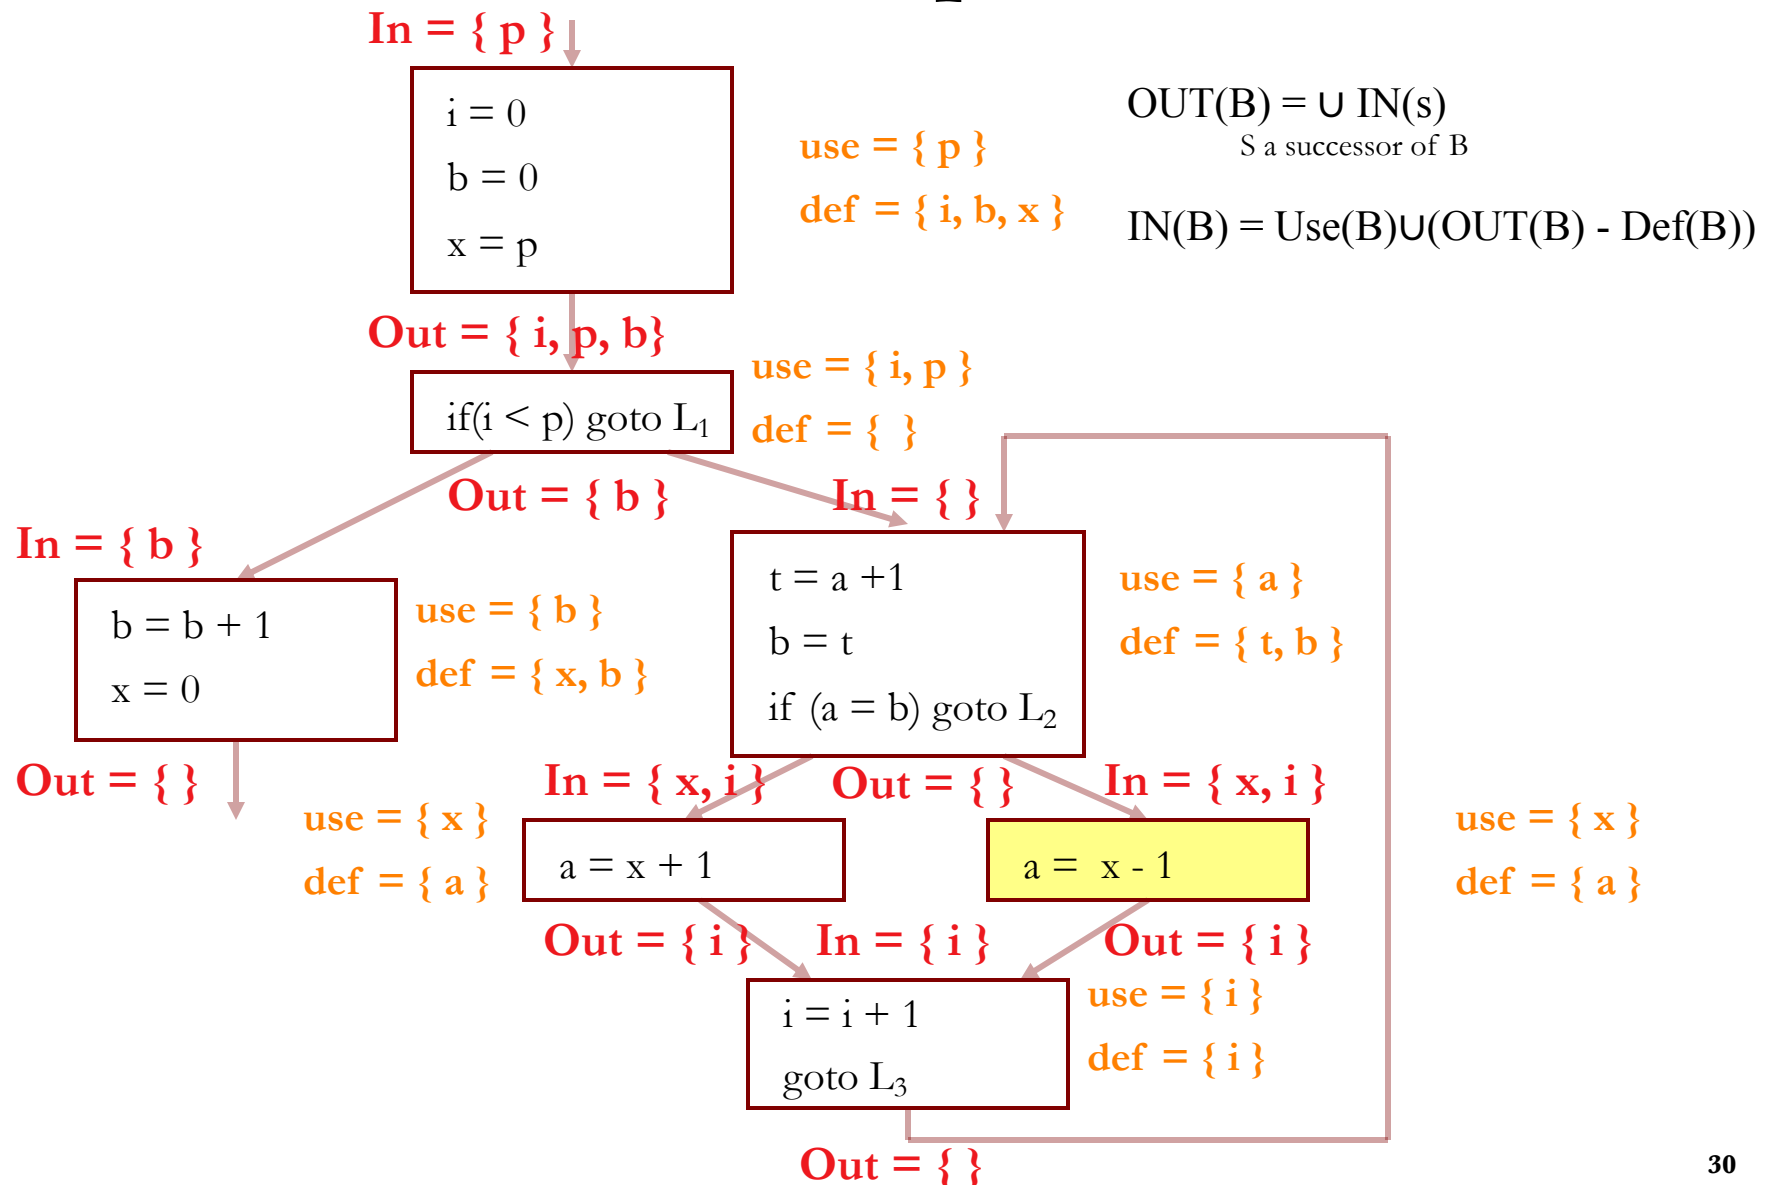 In = { p }
i = 0
b = 0
x = p
use = { p }
def = { i, b, x }
OUT(B) = ∪ IN(s)
S a successor of B
IN(B) = Use(B)∪(OUT(B) - Def(B))
Out = { i, p, b}
if(i < p) goto L₁
use = { i, p }
def = { }
Out = { b }
In = { }
In = { b }
b = b + 1
x = 0
use = { b }
def = { x, b }
t = a +1
b = t
if (a = b) goto L₂
use = { a }
def = { t, b }
Out = { }
In = { x, i }
Out = { }
In = { x, i }
use = { x }
def = { a }
a = x + 1
a = x - 1
use = { x }
def = { a }
Out = { i }
In = { i }
Out = { i }
i = i + 1
goto L₃
use = { i }
def = { i }
Out = { }
30